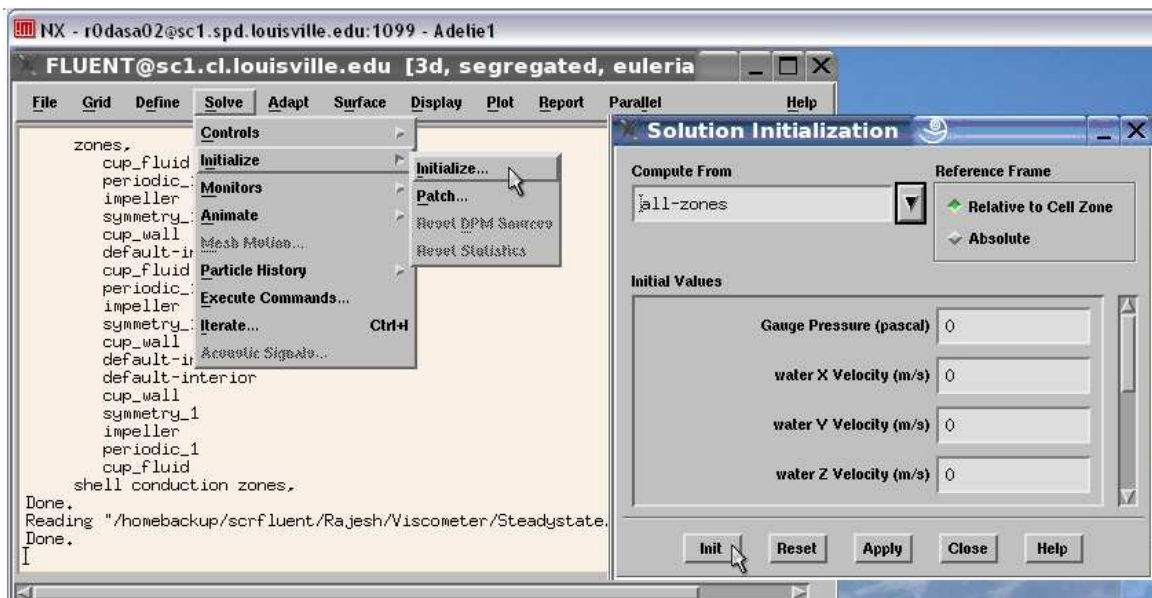 NX - r0dasa02@sc1.spd.louisville.edu:1099 - Adelie1
FLUENT@sc1.cl.louisville.edu [3d, segregated, euleria
File Grid Define Solve Adapt Surface Display Plot Report Parallel Help
Controls
Initialize
Monitors
Animate
Mesh Motion...
Particle History
Execute Commands...
Iterate... Ctrl+I
Acoustic Signals...
Initialize...
Patch...
Reset DPM Sources
Reset Statistics
zones,
cup_fluid
periodic_
impeller
symmetry_
cup_wall
default-in
cup_fluid
periodic_
impeller
symmetry_
cup_wall
default-in
default-interior
cup_wall
symmetry_1
impeller
periodic_1
cup_fluid
shell conduction zones,
Done.
Reading "/homebackup/scrfluent/Rajesh/Viscometer/Steadystate.
Done.
Solution Initialization
Compute From
all-zones
Reference Frame
Relative to Cell Zone
Absolute
Initial Values
Gauge Pressure (pascal) 0
water X Velocity (m/s) 0
water Y Velocity (m/s) 0
water Z Velocity (m/s) 0
Init Reset Apply Close Help